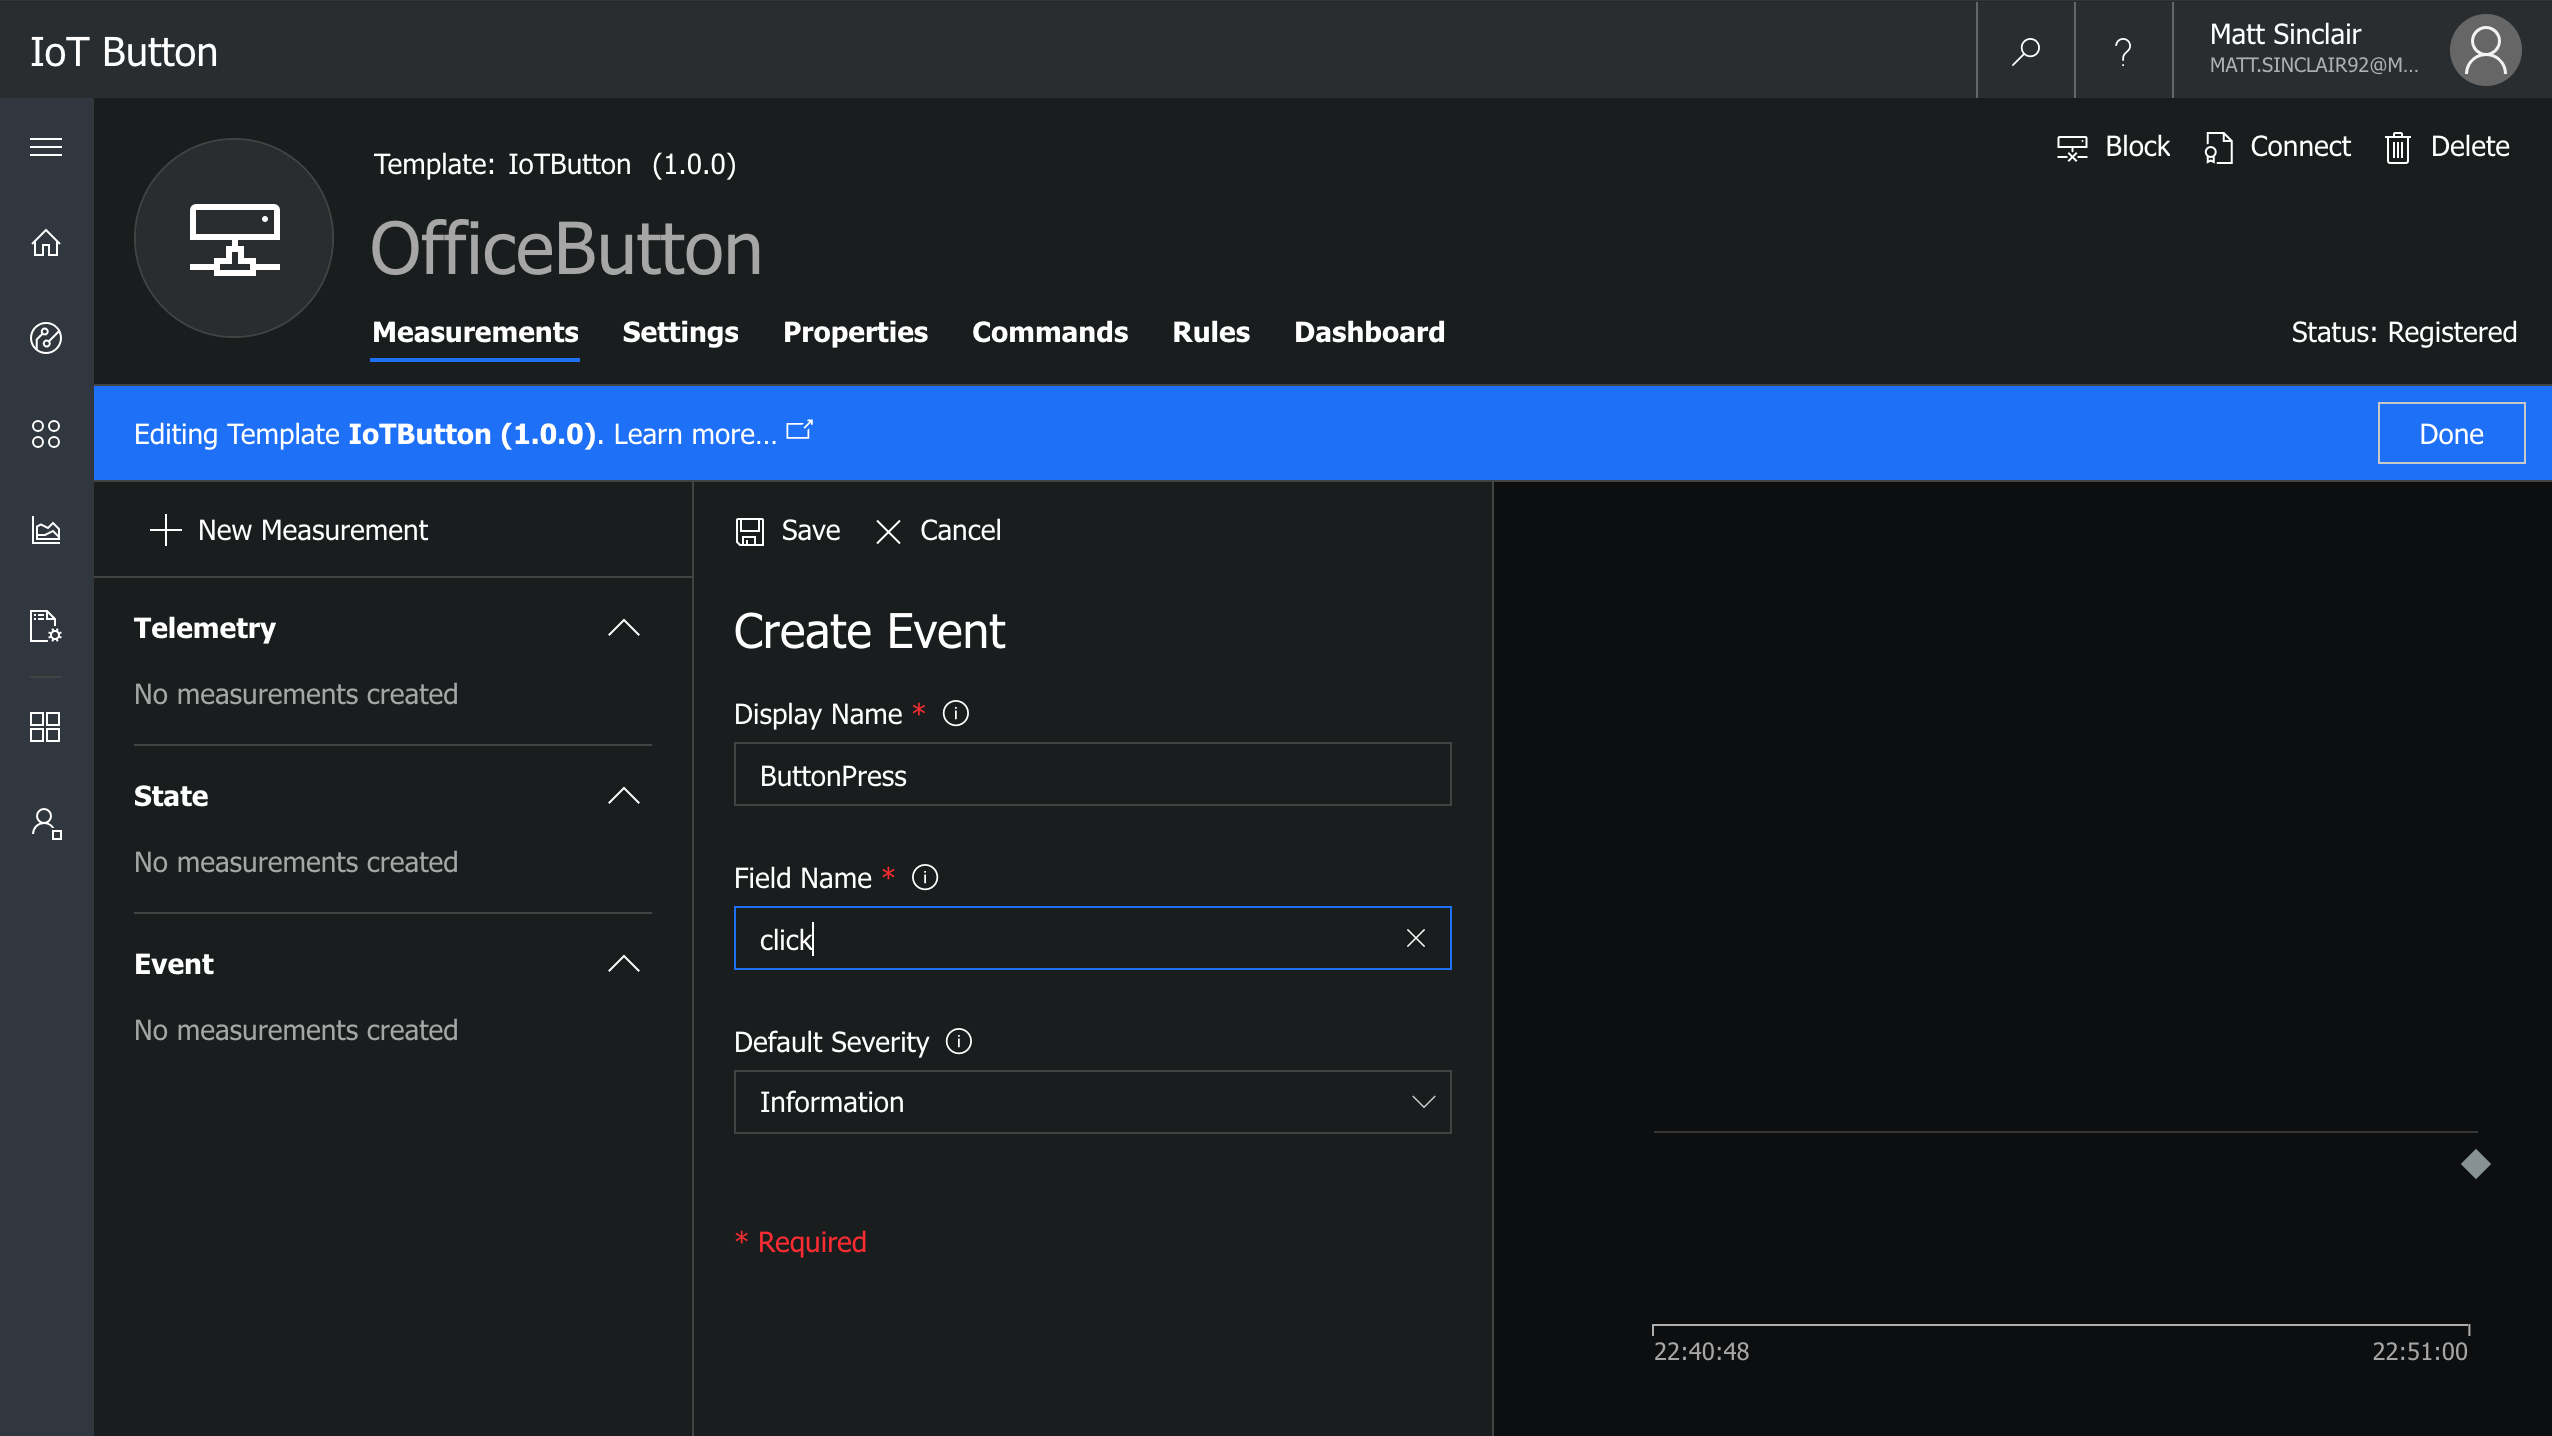 IoT Button
?
Matt Sinclair
MATT.SINCLAIR92@M...
Block
Connect
Delete
Template: IoTButton (1.0.0)
OfficeButton
Measurements
Settings
Properties
Commands
Rules
Dashboard
Status: Registered
Editing Template IoTButton (1.0.0). Learn more...
Done
New Measurement
Telemetry
No measurements created
State
No measurements created
Event
No measurements created
Save
Cancel
Create Event
Display Name *
ButtonPress
Field Name *
click
Default Severity
Information
* Required
22:40:48
22:51:00